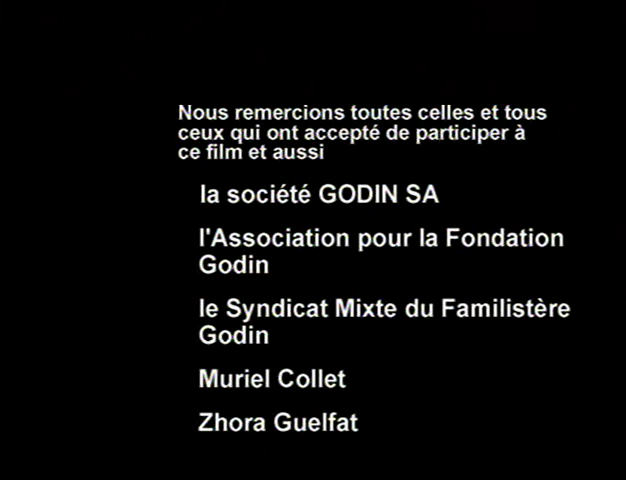 Nous remercions toutes celles et tous
ceux qui ont accepté de participer à
ce film et aussi
la société GODIN SA
l'Association pour la Fondation
Godin
le Syndicat Mixte du Familistère
Godin
Muriel Collet
Zhora Guelfat